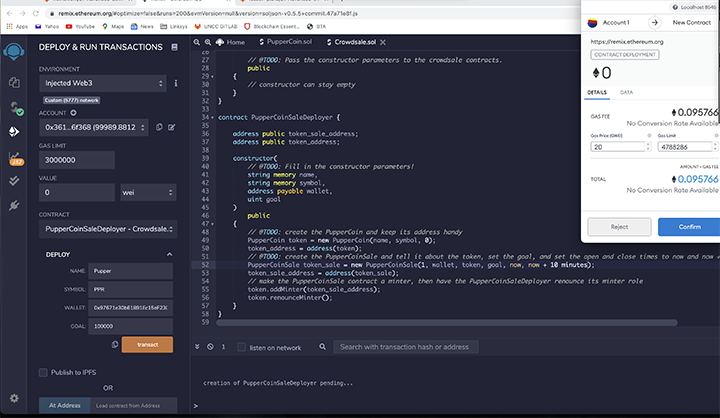 remix.ethereum.org/#optimize=false&runs=200&evmVersion=null&version=soljson-v0.5.5+commit.47a71e8f.js
Apps
Yahoo
YouTube
Maps
News
Linksys
UNCC GITLAB
Blockchain Essent...
BTC
DEPLOY & RUN TRANSACTIONS
ENVIRONMENT
Injected Web3
Custom (5777) network
ACCOUNT
0x361...6f368 (99989.8812
GAS LIMIT
3000000
VALUE
0
wei
CONTRACT
PupperCoinSaleDeployer - Crowdsale.
DEPLOY
NAME: Pupper
SYMBOL: PPR
WALLET:
GOAL: 100000
transact
Publish to IPFS
OR
At Address
Load contract from Address
Home
PupperCoin.sol
Crowdsale.sol
26
27 // @TODO: Pass the constructor parameters to the crowdsale contracts.
28 public
29 {
30 // constructor can stay empty
31 }
32 }
33
34 contract PupperCoinSaleDeployer {
35
36 address public token_sale_address;
37 address public token_address;
38
39 constructor(
40 // @TODO: Fill in the constructor parameters!
41 string memory name,
42 string memory symbol,
43 address payable wallet,
44 uint goal
45 )
46 public
47 {
48 // @TODO: create the PupperCoin and keep its address handy
49 PupperCoin token = new PupperCoin(name, symbol, 0);
50 token_address = address(token);
51 // @TODO: create the PupperCoinSale and tell it about the token, set the goal, and set the open and close times to now and now +
52 PupperCoinSale token_sale = new PupperCoinSale(1, wallet, token, goal, now, now + 10 minutes);
53 token_sale_address = address(token_sale);
54 // make the PupperCoinSale contract a minter, then have the PupperCoinSaleDeployer renounce its minter role
55 token.addMinter(token_sale_address);
56 token.renounceMinter();
57 }
58 }
59
1
listen on network
Search with transaction hash or address
creation of PupperCoinSaleDeployer pending...
>
Localhost 8545
Account1
New Contract
https://remix.ethereum.org
CONTRACT DEPLOYMENT
0
DETAILS
DATA
GAS FEE
0.095766
No Conversion Rate Available
Gas Price (GWEI)
Gas Limit
20
4788286
AMOUNT + GAS FEE
TOTAL
0.095766
No Conversion Rate Available
Reject
Confirm